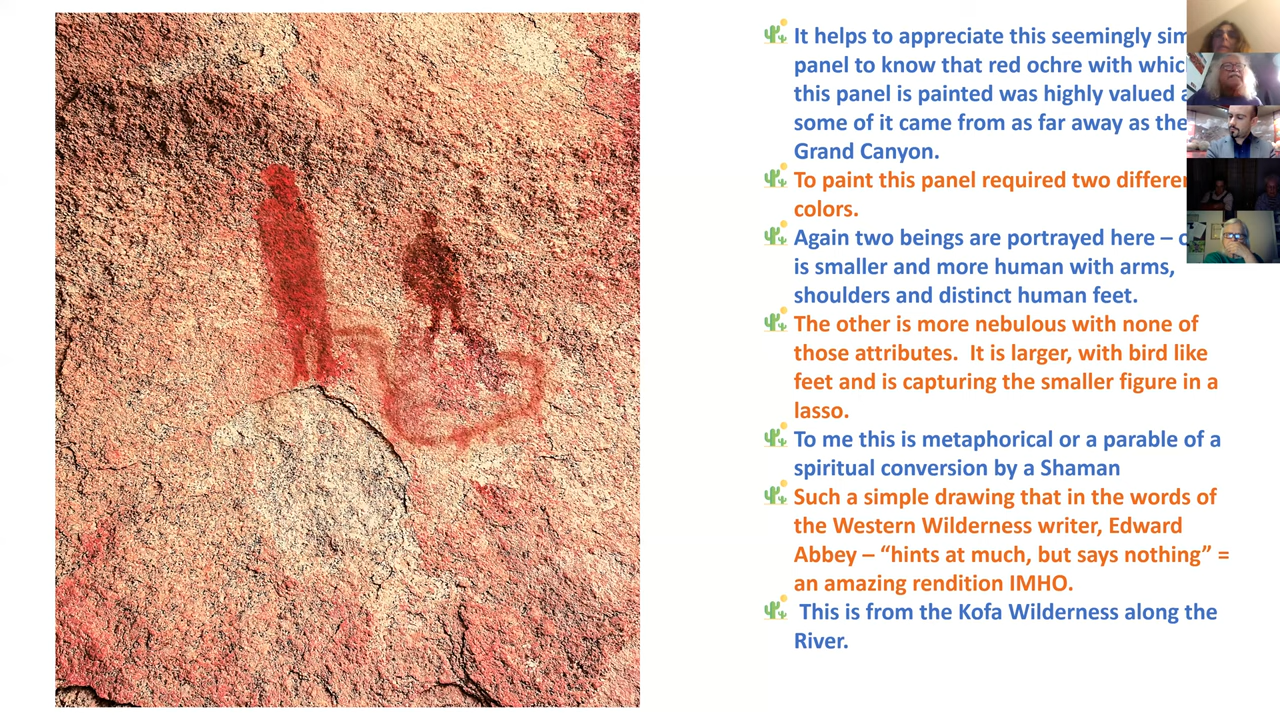 It helps to appreciate this seemingly
panel to know that red ochre with
this panel is painted was highly valued
some of it came from as far away as the
Grand Canyon.
To paint this panel required two
colors.
Again two beings are portrayed here –
is smaller and more human with arms,
shoulders and distinct human feet.
The other is more nebulous with none of
those attributes. It is larger, with bird like
feet and is capturing the smaller figure in a
lasso.
To me this is metaphorical or a parable of a
spiritual conversion by a Shaman
Such a simple drawing that in the words of
the Western Wilderness writer, Edward
Abbey – “hints at much, but says nothing” =
an amazing rendition IMHO.
This is from the Kofa Wilderness along the
River.